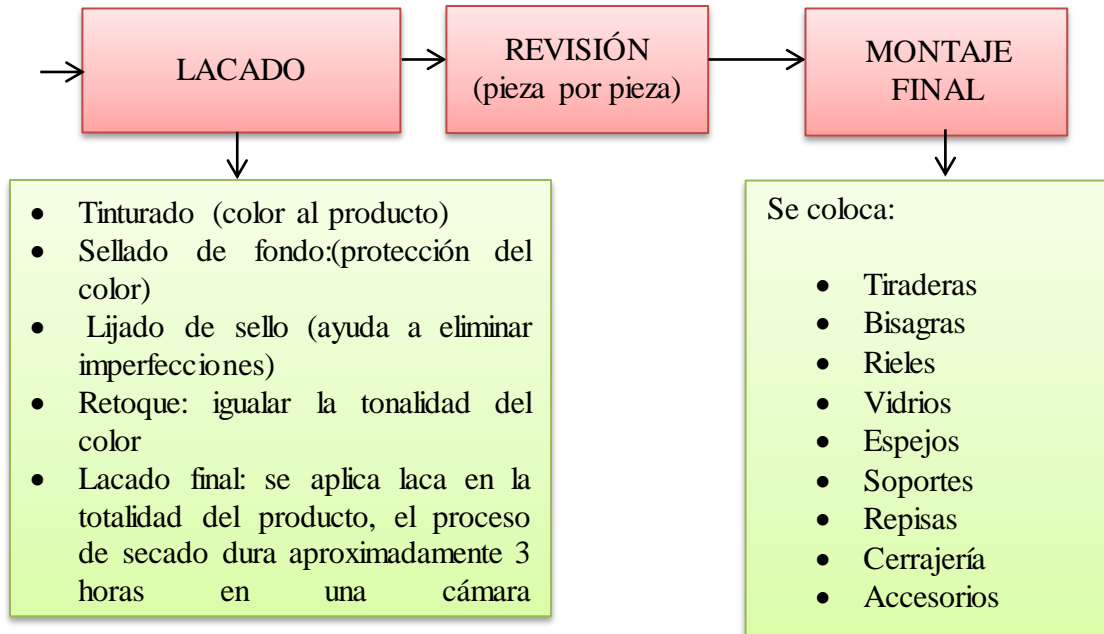 LACADO
REVISIÓN
(pieza por pieza)
MONTAJE
FINAL
• Tinturado (color al producto)
• Sellado de fondo:(protección del
color)
• Lijado de sello (ayuda a eliminar
imperfecciones)
• Retoque: igualar la tonalidad del
color
• Lacado final: se aplica laca en la
totalidad del producto, el proceso
de secado dura aproximadamente 3
horas en una cámara
Se coloca:
• Tiraderas
• Bisagras
• Rieles
• Vidrios
• Espejos
• Soportes
• Repisas
• Cerrajería
• Accesorios